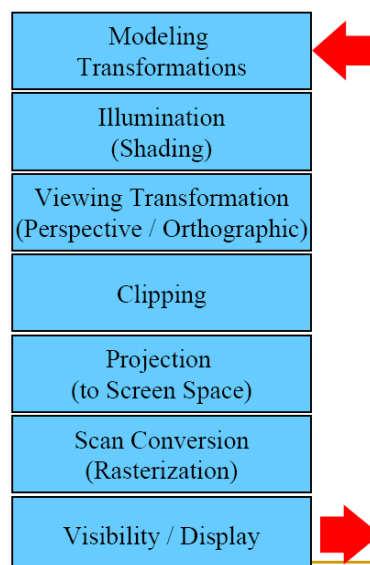 Modeling
Transformations
Illumination
(Shading)
Viewing Transformation
(Perspective / Orthographic)
Clipping
Projection
(to Screen Space)
Scan Conversion
(Rasterization)
Visibility / Display